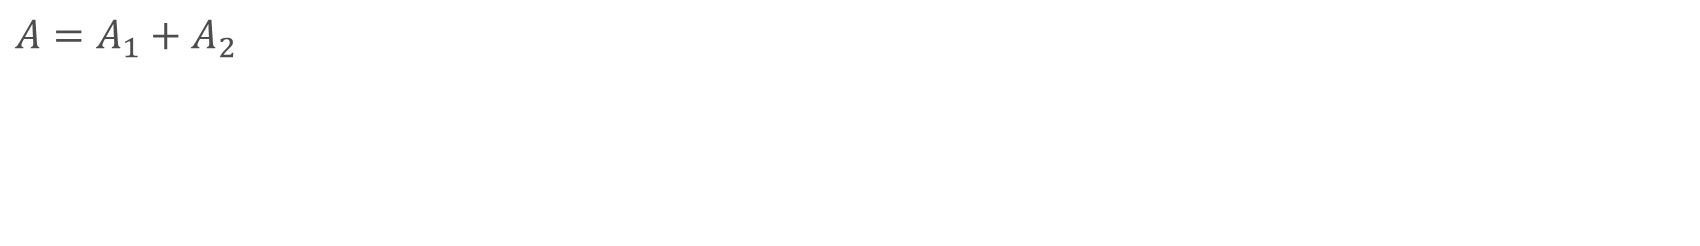 A = A₁ + A₂